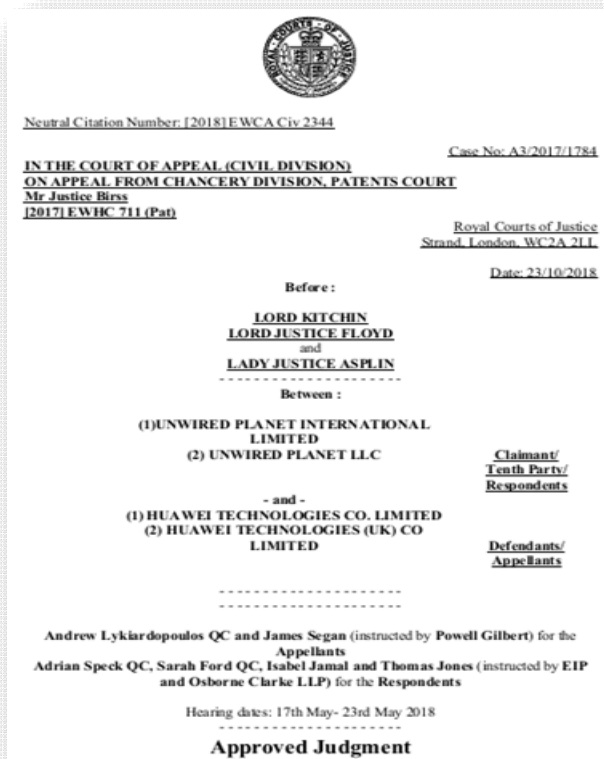 ROYAL COURTS OF JUSTICE
Neutral Citation Number: [2018] EWCA Civ 2344
Case No: A3/2017/1784
IN THE COURT OF APPEAL (CIVIL DIVISION)
ON APPEAL FROM CHANCERY DIVISION, PATENTS COURT
Mr Justice Birss
[2017] EWHC 711 (Pat)
Royal Courts of Justice
Strand, London, WC2A 2LL
Date: 23/10/2018
Before :
LORD KITCHIN
LORD JUSTICE FLOYD
and
LADY JUSTICE ASPLIN
- - - - - - - - - - - - - - - - - - - - -
Between :
(1)UNWIRED PLANET INTERNATIONAL
LIMITED
(2) UNWIRED PLANET LLC
Claimant/
Tenth Party/
Respondents
- and -
(1) HUAWEI TECHNOLOGIES CO. LIMITED
(2) HUAWEI TECHNOLOGIES (UK) CO
LIMITED
Defendants/
Appellants
- - - - - - - - - - - - - - - - - - - - -
- - - - - - - - - - - - - - - - - - - - -
Andrew Lykiardopoulos QC and James Segan (instructed by Powell Gilbert) for the
Appellants
Adrian Speck QC, Sarah Ford QC, Isabel Jamal and Thomas Jones (instructed by EIP
and Osborne Clarke LLP) for the Respondents
Hearing dates: 17th May- 23rd May 2018
- - - - - - - - - - - - - - - - - - - - -
Approved Judgment